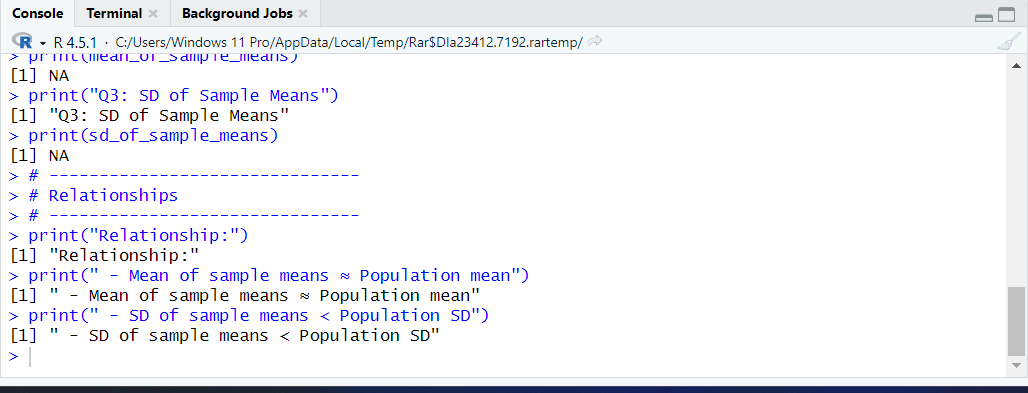 Console Terminal Background Jobs
R 4.5.1 · C:/Users/Windows 11 Pro/AppData/Local/Temp/Rar$DIa23412.7192.rartemp/
> print(mean_of_sample_means)
[1] NA
> print("Q3: SD of Sample Means")
[1] "Q3: SD of Sample Means"
> print(sd_of_sample_means)
[1] NA
> # -------------------------------
> # Relationships
> # -------------------------------
> print("Relationship:")
[1] "Relationship:"
> print(" - Mean of sample means ≈ Population mean")
[1] " - Mean of sample means ≈ Population mean"
> print(" - SD of sample means < Population SD")
[1] " - SD of sample means < Population SD"
>